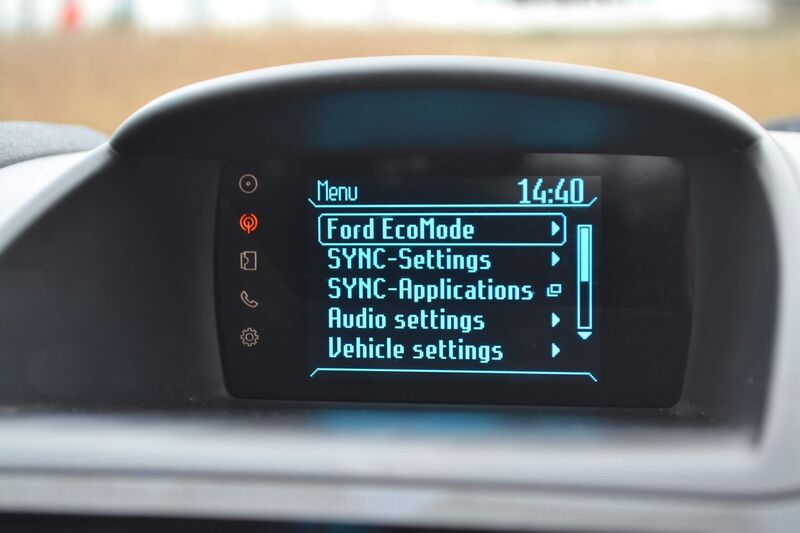 Menu 14:40
Ford EcoMode
SYNC-Settings
SYNC-Applications
Audio settings
Vehicle settings